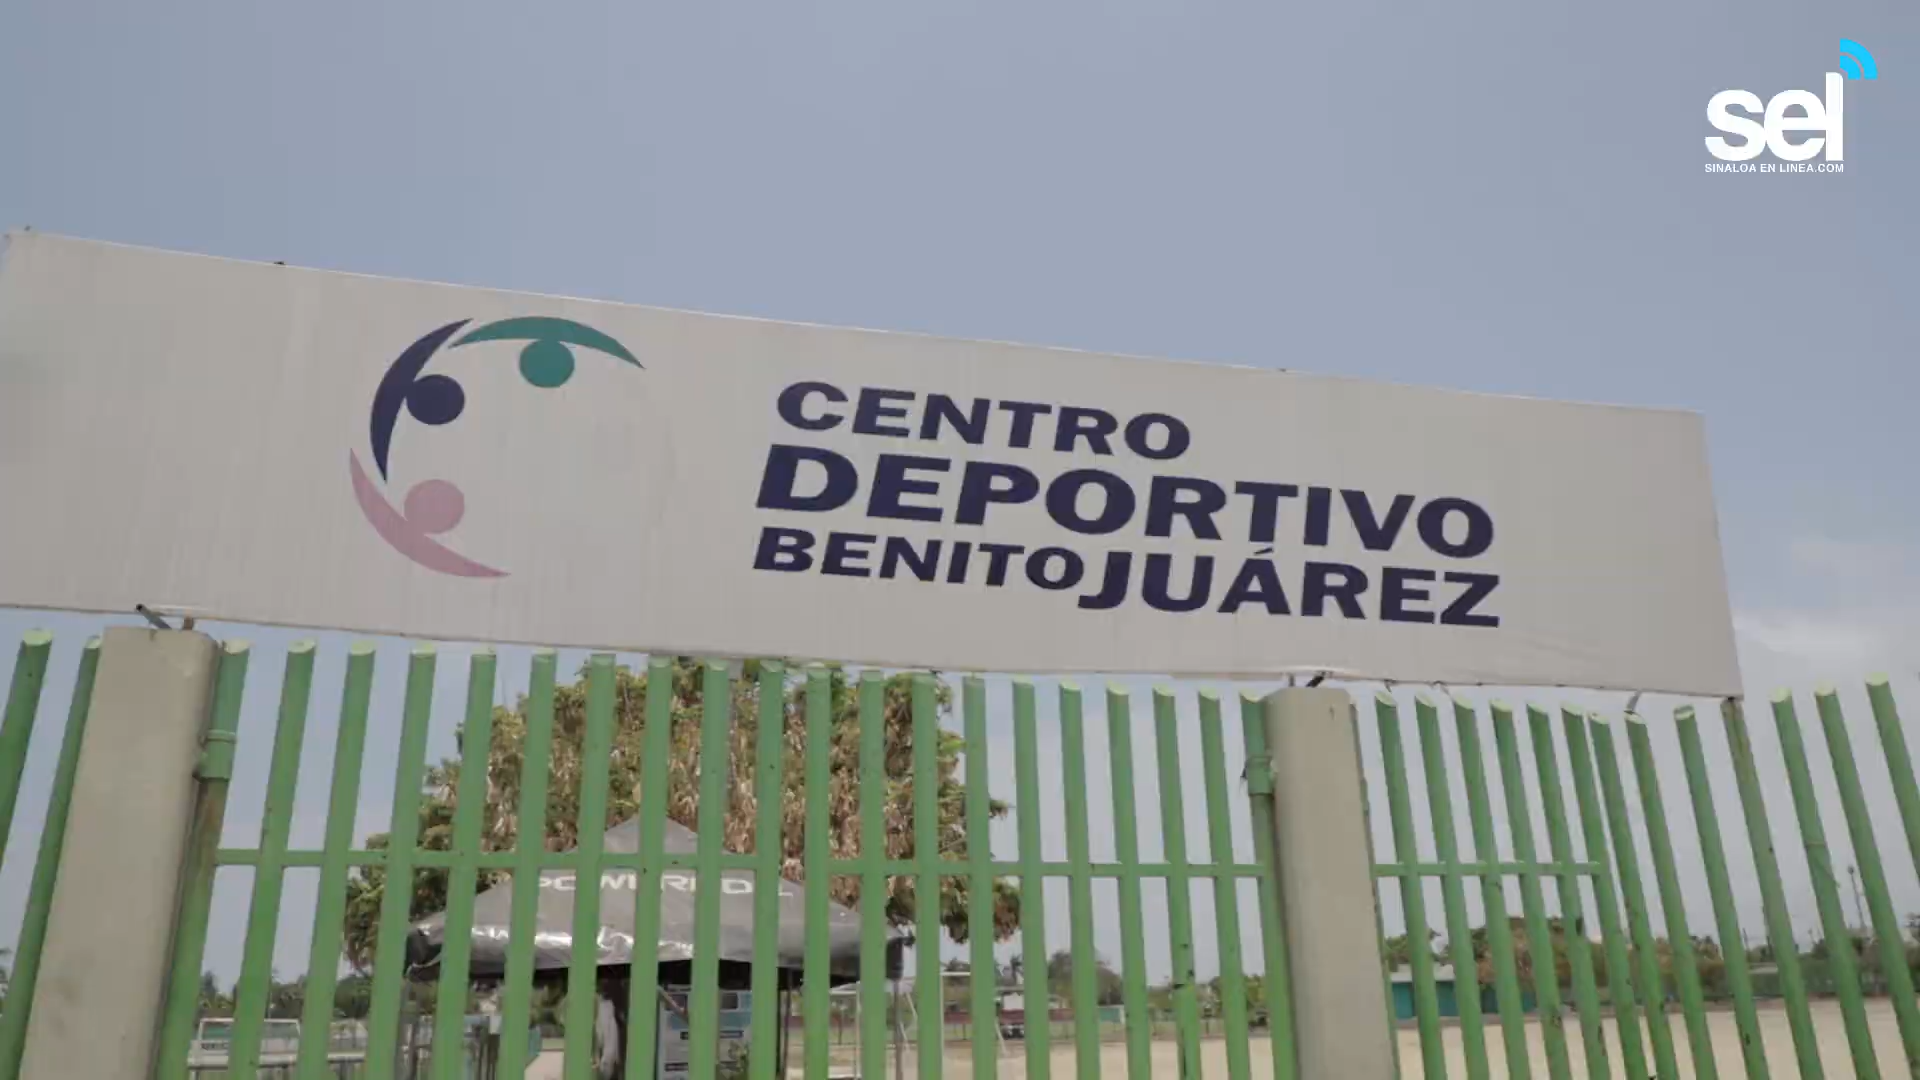 sel
SINALOA EN LINEA.COM
CENTRO
DEPORTIVO
BENITO JUÁREZ